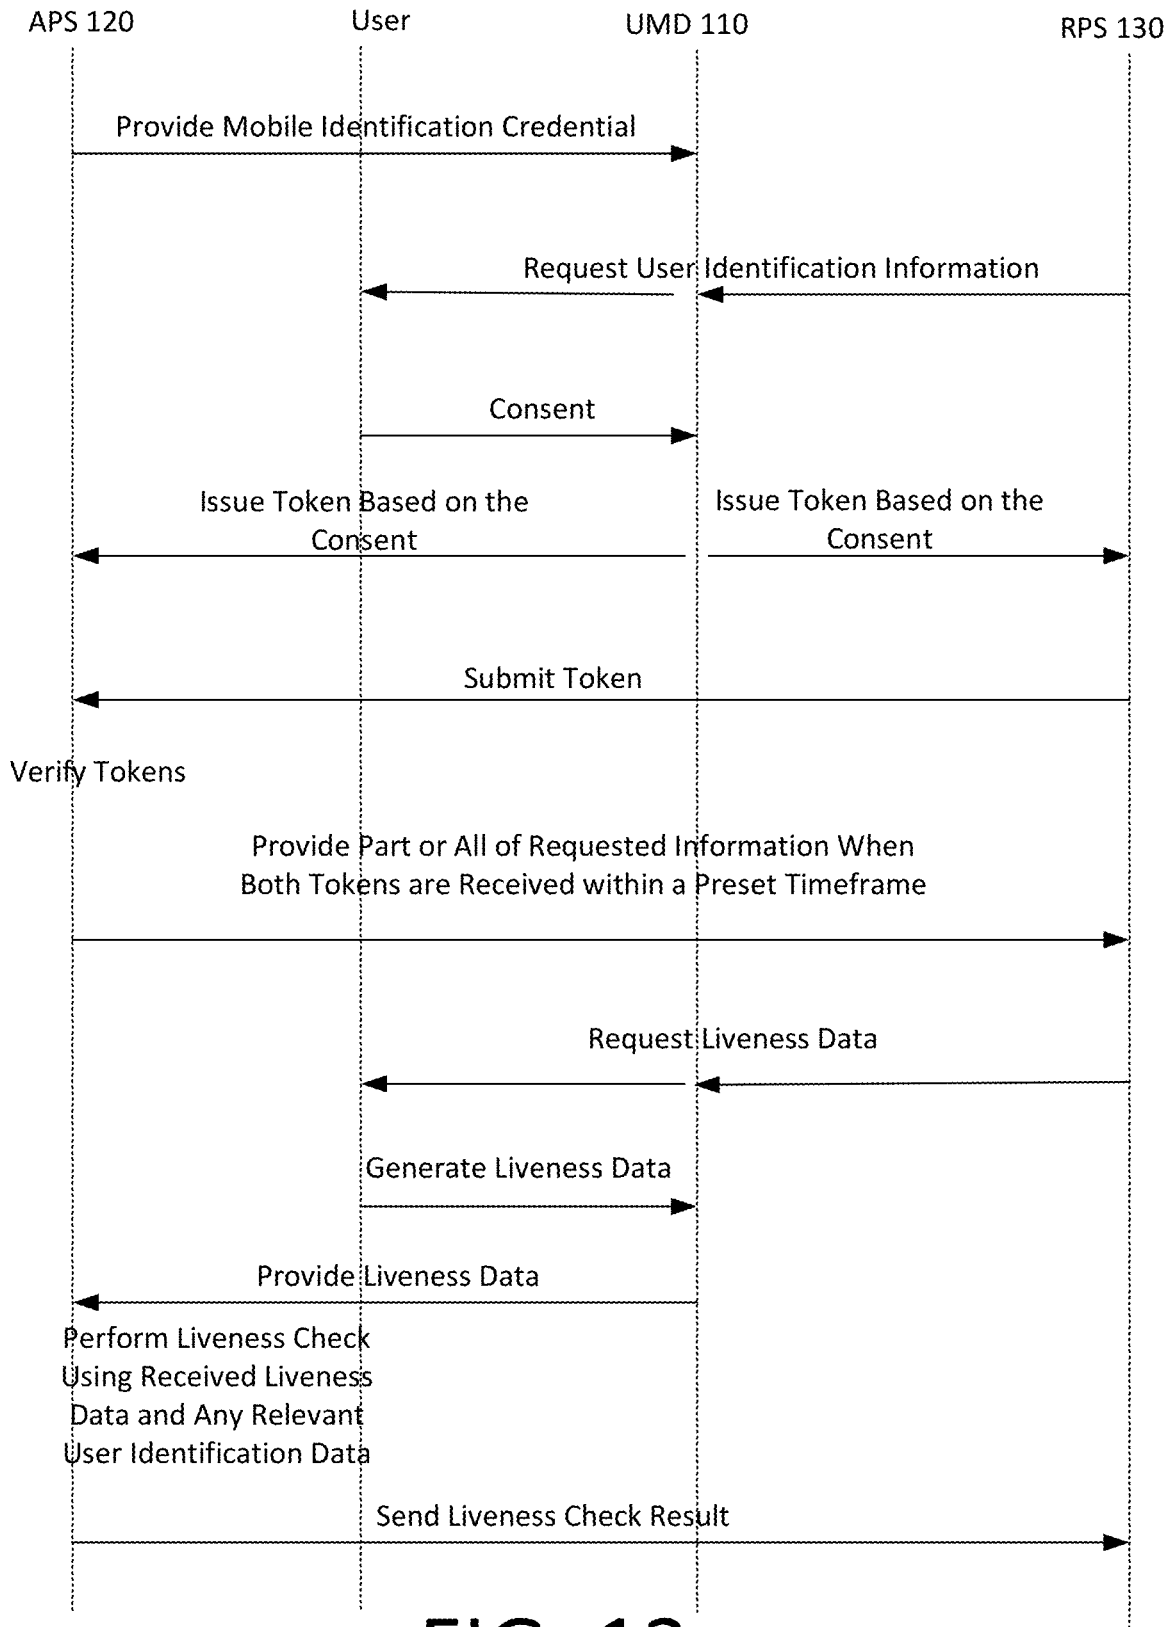 APS 120 User UMD 110 RPS 130
Provide Mobile Identification Credential
Request User Identification Information
Consent
Issue Token Based on the
Consent
Issue Token Based on the
Consent
Submit Token
Verify Tokens
Provide Part or All of Requested Information When
Both Tokens are Received within a Preset Timeframe
Request Liveness Data
Generate Liveness Data
Provide Liveness Data
Perform Liveness Check
Using Received Liveness
Data and Any Relevant
User Identification Data
Send Liveness Check Result
FIG.